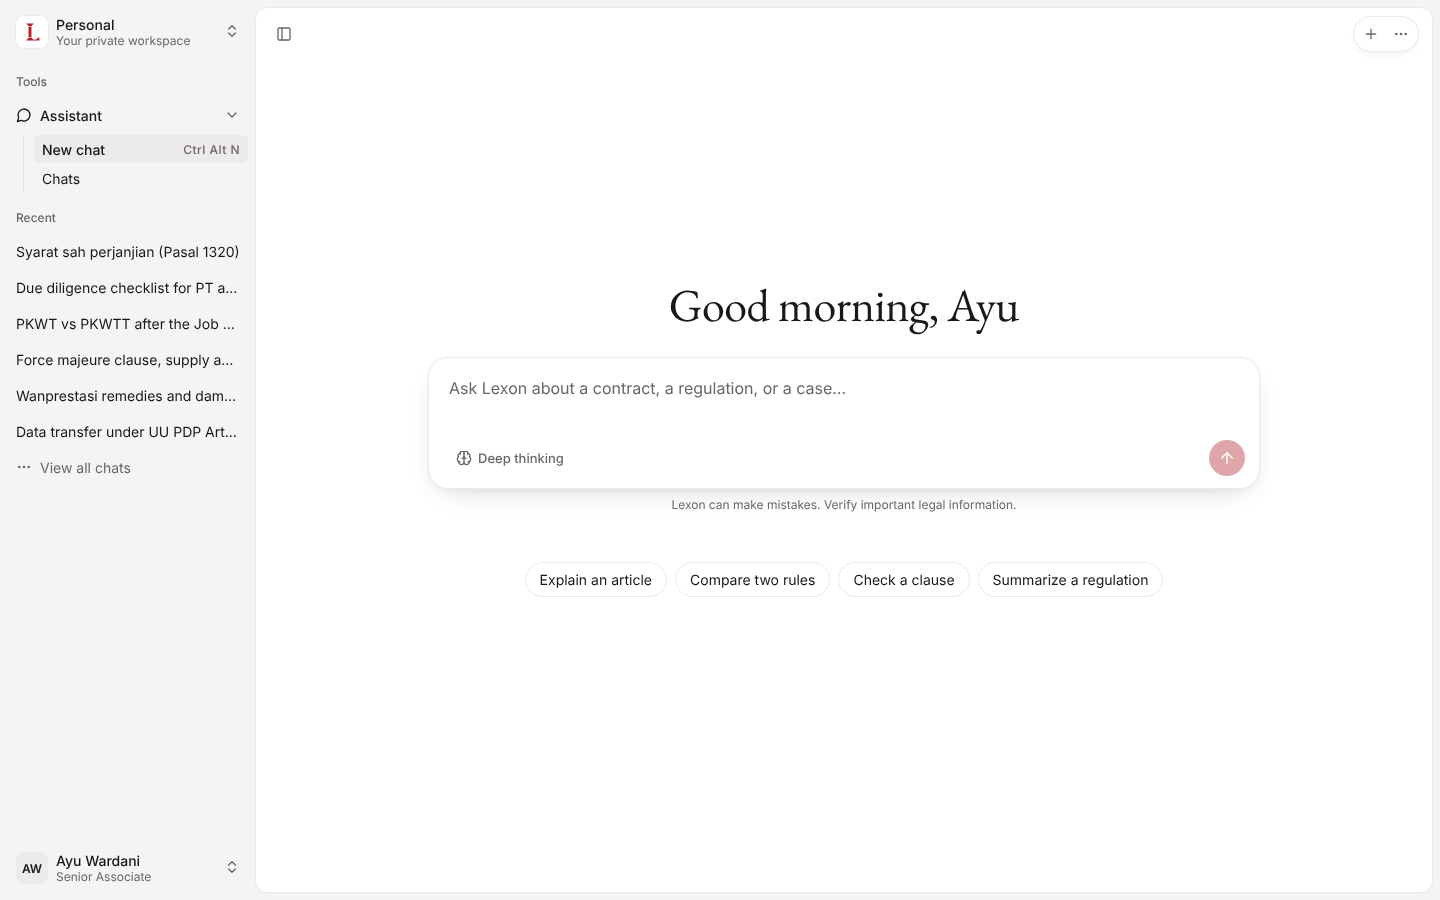 L
Personal
Your private workspace
Tools
Assistant
New chat
Ctrl Alt N
Chats
Recent
Syarat sah perjanjian (Pasal 1320)
Due diligence checklist for PT a...
PKWT vs PKWTT after the Job ...
Force majeure clause, supply a...
Wanprestasi remedies and dam...
Data transfer under UU PDP Art...
View all chats
AW
Ayu Wardani
Senior Associate
Good morning, Ayu
Ask Lexon about a contract, a regulation, or a case...
Deep thinking
Lexon can make mistakes. Verify important legal information.
Explain an article
Compare two rules
Check a clause
Summarize a regulation